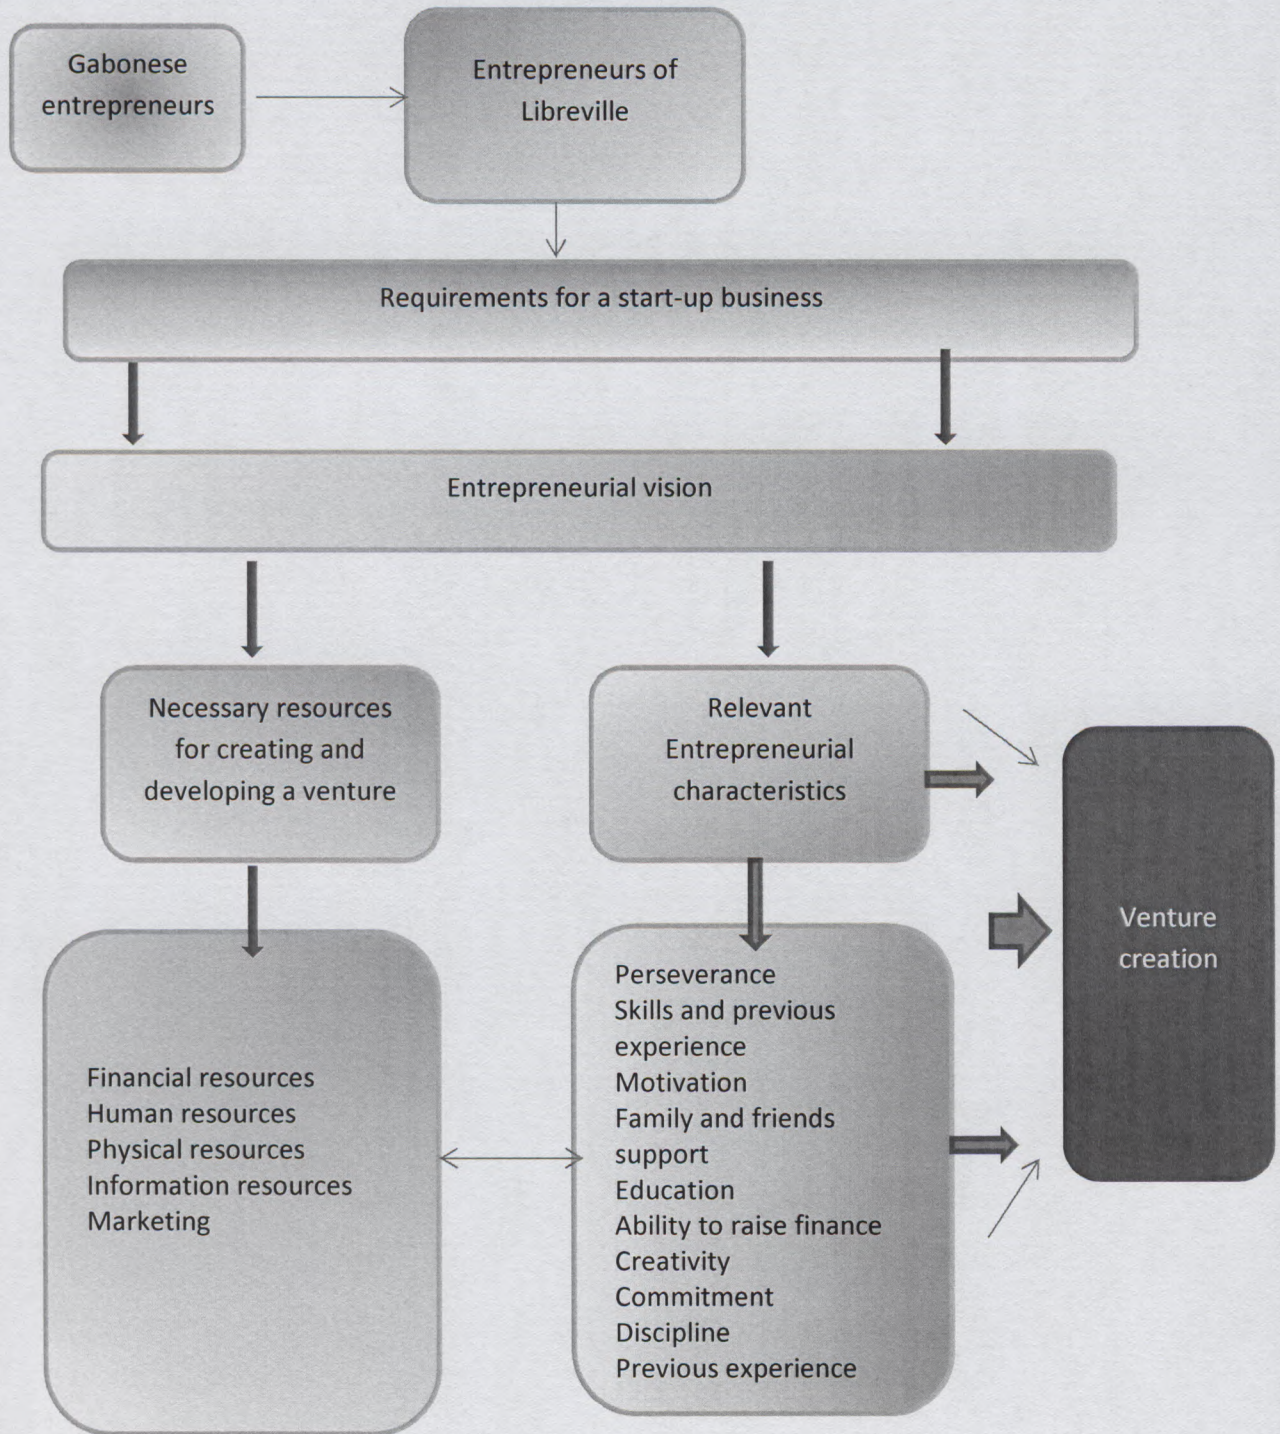 Gabonese
entrepreneurs
Entrepreneurs of
Libreville
Requirements for a start-up business
Entrepreneurial vision
Necessary resources
for creating and
developing a venture
Relevant
Entrepreneurial
characteristics
Financial resources
Human resources
Physical resources
Information resources
Marketing
Perseverance
Skills and previous
experience
Motivation
Family and friends
support
Education
Ability to raise finance
Creativity
Commitment
Discipline
Previous experience
Venture
creation